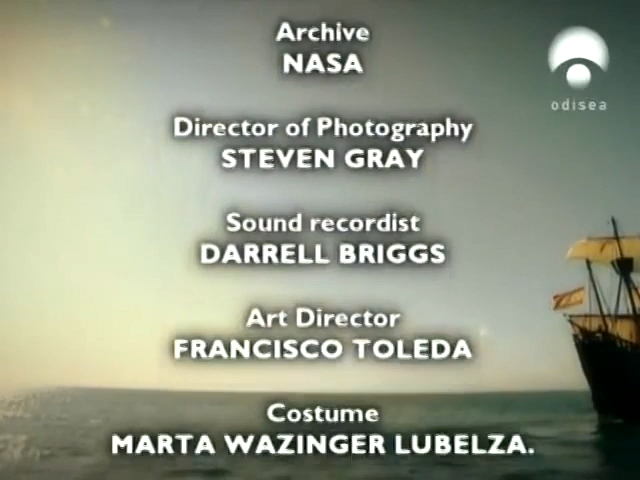 Archive
NASA
odisea
Director of Photography
STEVEN GRAY
Sound recordist
DARRELL BRIGGS
Art Director
FRANCISCO TOLEDA
Costume
MARTA WAZINGER LUBELZA.